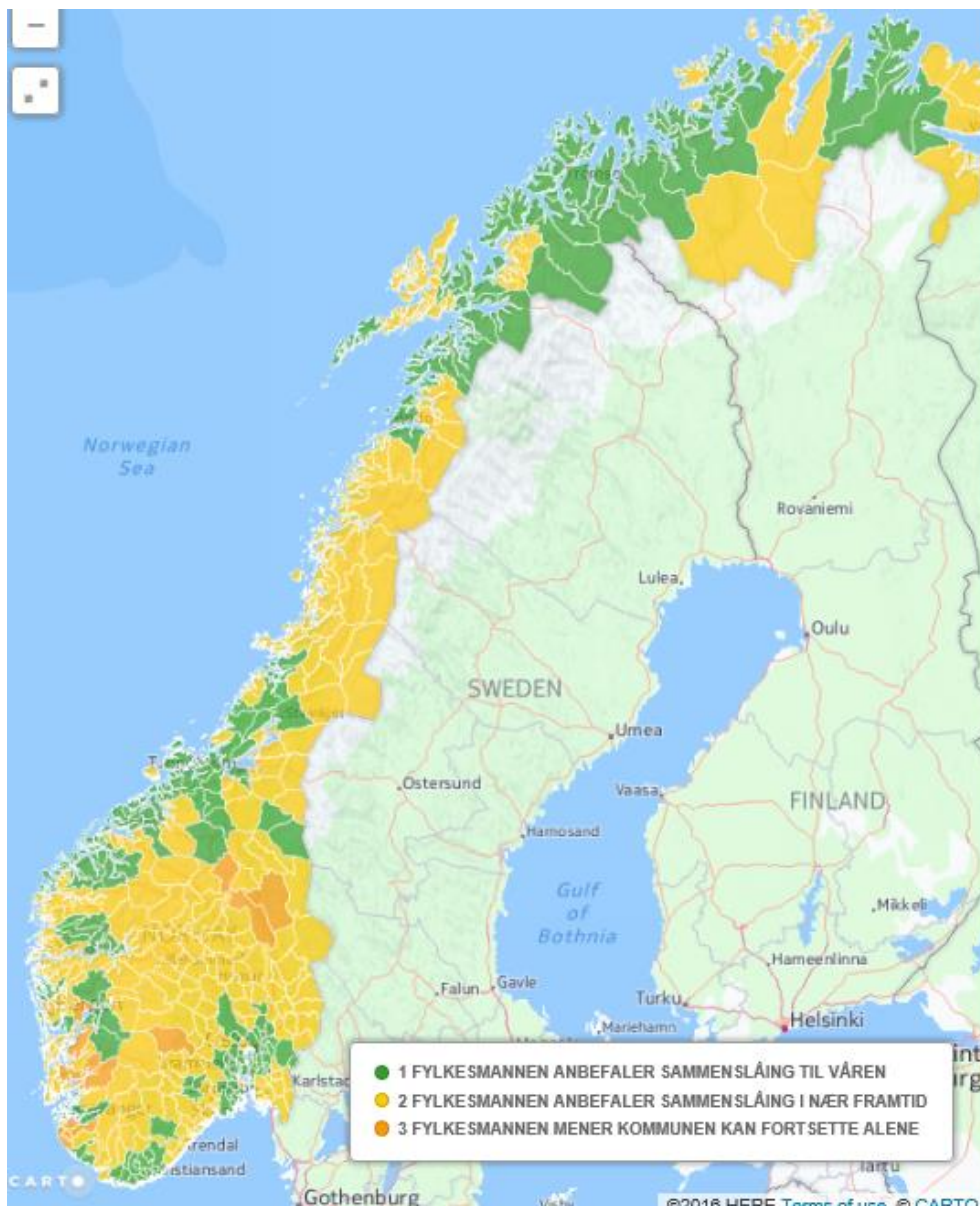 Norwegian
Sea
Rovaniemi
Lulea
Oulu
SWEDEN
Umea
Ostersund
Vaasa
FINLAND
Harnosand
Gulf
of
Bothnia
Mikkeli
Hameenlinna
Falun
Gavle
Turku
Mariehamn
Helsinki
Karlstad
1 FYLKESMANNEN ANBEFALER SAMMENSLÅING TIL VÅREN
2 FYLKESMANNEN ANBEFALER SAMMENSLÅING I NÆR FRAMTID
3 FYLKESMANNEN MENER KOMMUNEN KAN FORTSETTE ALENE
Tartu
CARTO
Gothenburg
©2016 HERE Terms of use, © CARTO